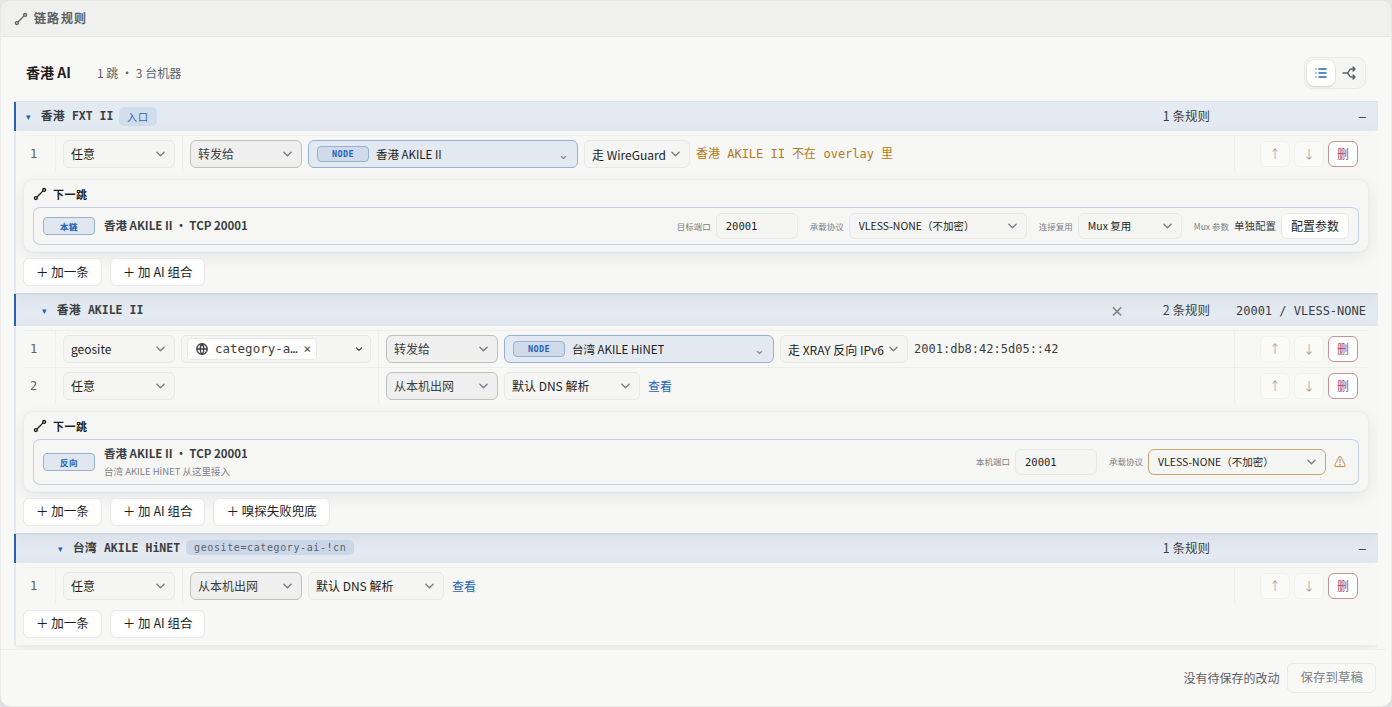 链路规则
香港 AI 1 跳 · 3 台机器
▾ 香港 FXT II 入口 1 条规则 —
1 任意 转发给 NODE 香港 AKILE II 走 WireGuard 香港 AKILE II 不在 overlay 里 ↑ ↓ 删
下一跳
本链 香港 AKILE II · TCP 20001 目标端口 20001 承载协议 VLESS-NONE（不加密） 连接复用 Mux 复用 Mux 参数 单独配置 配置参数
＋ 加一条 ＋ 加 AI 组合
▾ 香港 AKILE II × 2 条规则 20001 / VLESS-NONE
1 geosite category-a… × 转发给 NODE 台湾 AKILE HiNET 走 XRAY 反向 IPv6 2001:db8:42:5d05::42 ↑ ↓ 删
2 任意 从本机出网 默认 DNS 解析 查看 ↑ ↓ 删
下一跳
反向 香港 AKILE II · TCP 20001 本机端口 20001 承载协议 VLESS-NONE（不加密）
台湾 AKILE HiNET 从这里接入
＋ 加一条 ＋ 加 AI 组合 ＋ 嗅探失败兜底
▾ 台湾 AKILE HiNET geosite=category-ai-!cn 1 条规则 —
1 任意 从本机出网 默认 DNS 解析 查看 ↑ ↓ 删
＋ 加一条 ＋ 加 AI 组合
没有待保存的改动 保存到草稿